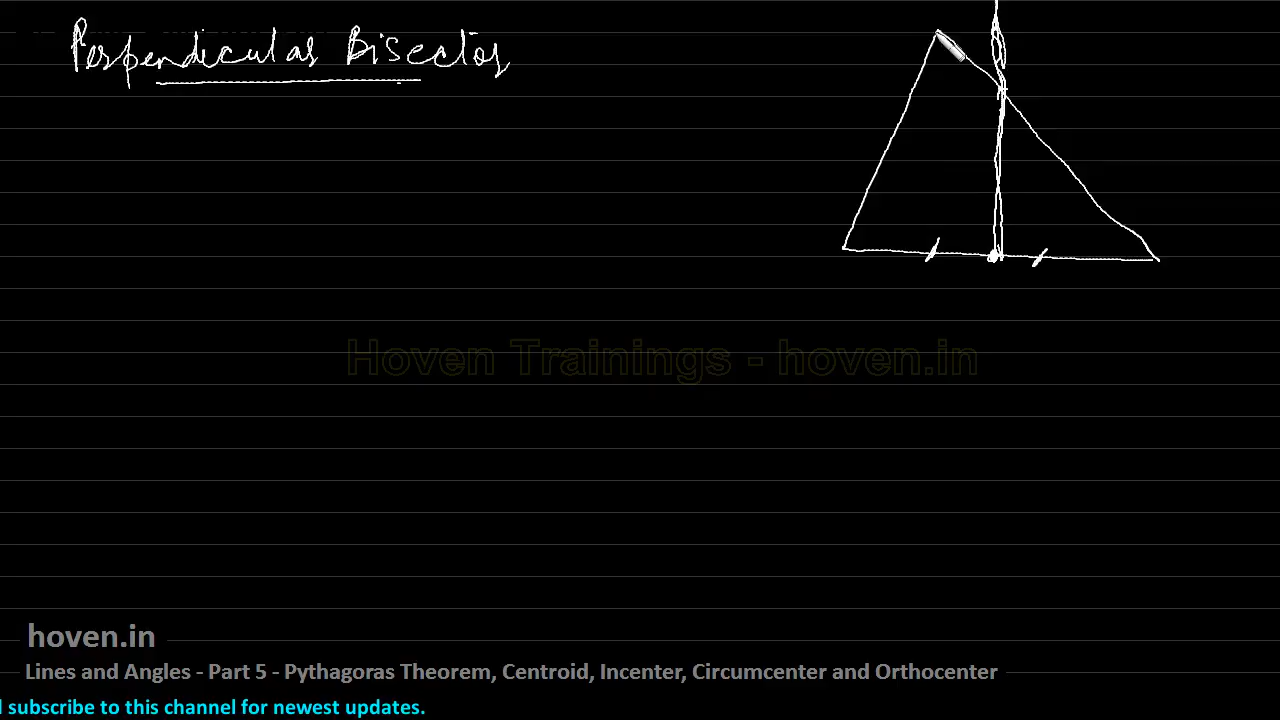 Perpendicular Bisector
Hoven Trainings - hoven.in
hoven.in
Lines and Angles - Part 5 - Pythagoras Theorem, Centroid, Incenter, Circumcenter and Orthocenter
subscribe to this channel for newest updates.